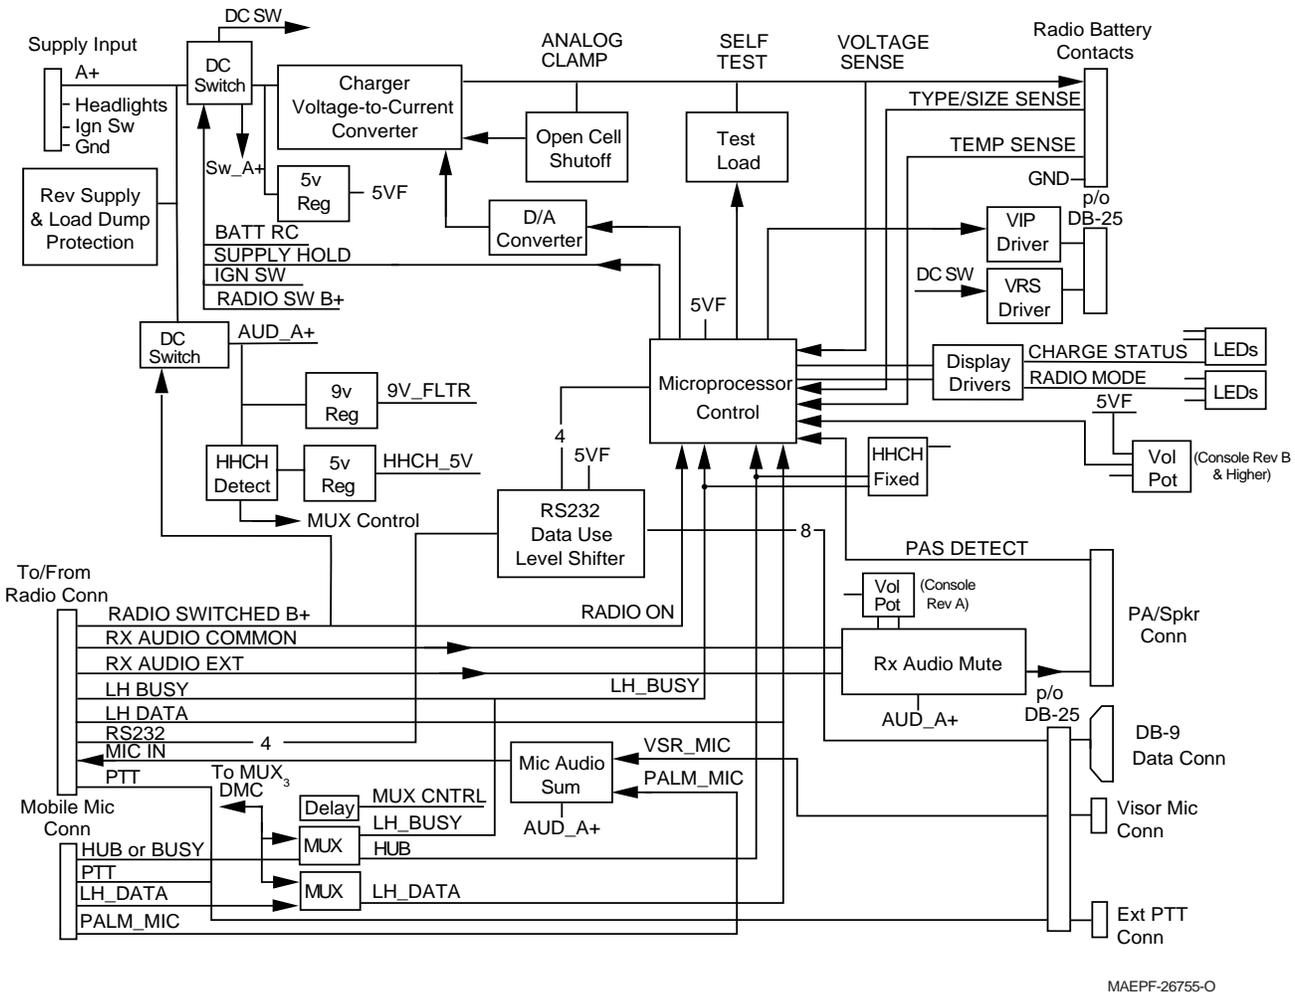 DC SW
Supply Input
A+
Headlights
Ign Sw
Gnd
DC
Switch
Sw_A+
Charger
Voltage-to-Current
Converter
ANALOG
CLAMP
SELF
TEST
VOLTAGE
SENSE
Radio Battery
Contacts
TYPE/SIZE SENSE
TEMP SENSE
GND
p/o
DB-25
Open Cell
Shutoff
Test
Load
5v
Reg
5VF
Rev Supply
& Load Dump
Protection
D/A
Converter
BATT RC
SUPPLY HOLD
IGN SW
RADIO SW B+
VIP
Driver
DC SW
VRS
Driver
5VF
DC
Switch
AUD_A+
9v
Reg
9V_FLTR
Microprocessor
Control
Display
Drivers
CHARGE STATUS
RADIO MODE
LEDs
LEDs
5VF
Vol
Pot
(Console Rev B
& Higher)
4
5VF
HHCH
Detect
5v
Reg
HHCH_5V
HHCH
Fixed
MUX Control
RS232
Data Use
Level Shifter
8
PAS DETECT
To/From
Radio Conn
Vol
Pot
(Console
Rev A)
PA/Spkr
Conn
RADIO SWITCHED B+
RADIO ON
RX AUDIO COMMON
RX AUDIO EXT
Rx Audio Mute
LH BUSY
LH_BUSY
AUD_A+
p/o
DB-25
LH DATA
RS232
4
MIC IN
PTT
Mic Audio
Sum
AUD_A+
VSR_MIC
PALM_MIC
DB-9
Data Conn
To MUX3
DMC
Delay
MUX CNTRL
Mobile Mic
Conn
Visor Mic
Conn
LH_BUSY
MUX
HUB
HUB or BUSY
PTT
LH_DATA
MUX
LH_DATA
PALM_MIC
Ext PTT
Conn
MAEPF-26755-O